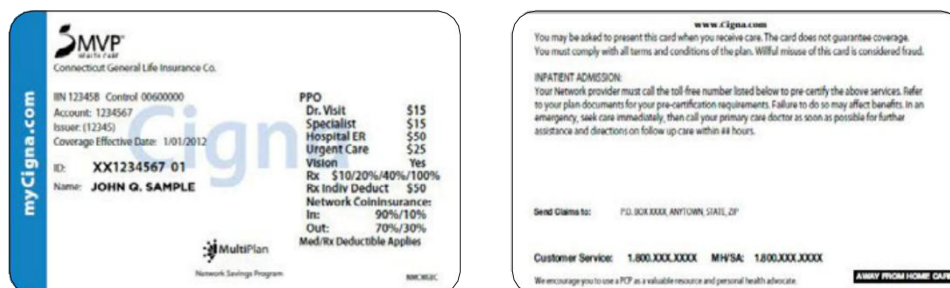 myCigna.com
MVP
HEALTH CARE
Connecticut General Life Insurance Co.
IIN 123458 Control 00600000
Account: 1234567
Issuer: (12345)
Coverage Effective Date: 1/01/2012
Cigna
ID: XX1234567 01
Name: JOHN Q. SAMPLE
PPO
Dr. Visit $15
Specialist $15
Hospital ER $50
Urgent Care $25
Vision Yes
Rx $10/20%/40%/100%
Rx Indiv Deduct $50
Network Coinsurance:
In: 90%/10%
Out: 70%/30%
Med/Rx Deductible Applies
MultiPlan
Network Savings Program
www.Cigna.com
You may be asked to present this card when you receive care. The card does not guarantee coverage.
You must comply with all terms and conditions of the plan. Willful misuse of this card is considered fraud.
INPATIENT ADMISSION:
Your Network provider must call the toll-free number listed below to pre-certify the above services. Refer
to your plan documents for your pre-certification requirements. Failure to do so may affect benefits. In an
emergency, seek care immediately, then call your primary care doctor as soon as possible for further
assistance and directions on follow up care within ## hours.
Send Claims to: P.O. BOX XXXX, ANYTOWN, STATE, ZIP
Customer Service: 1.800.XXX.XXXX MH/SA: 1.800.XXX.XXXX
We encourage you to use a PCP as a valuable resource and personal health advocate.
AWAY FROM HOME CARE